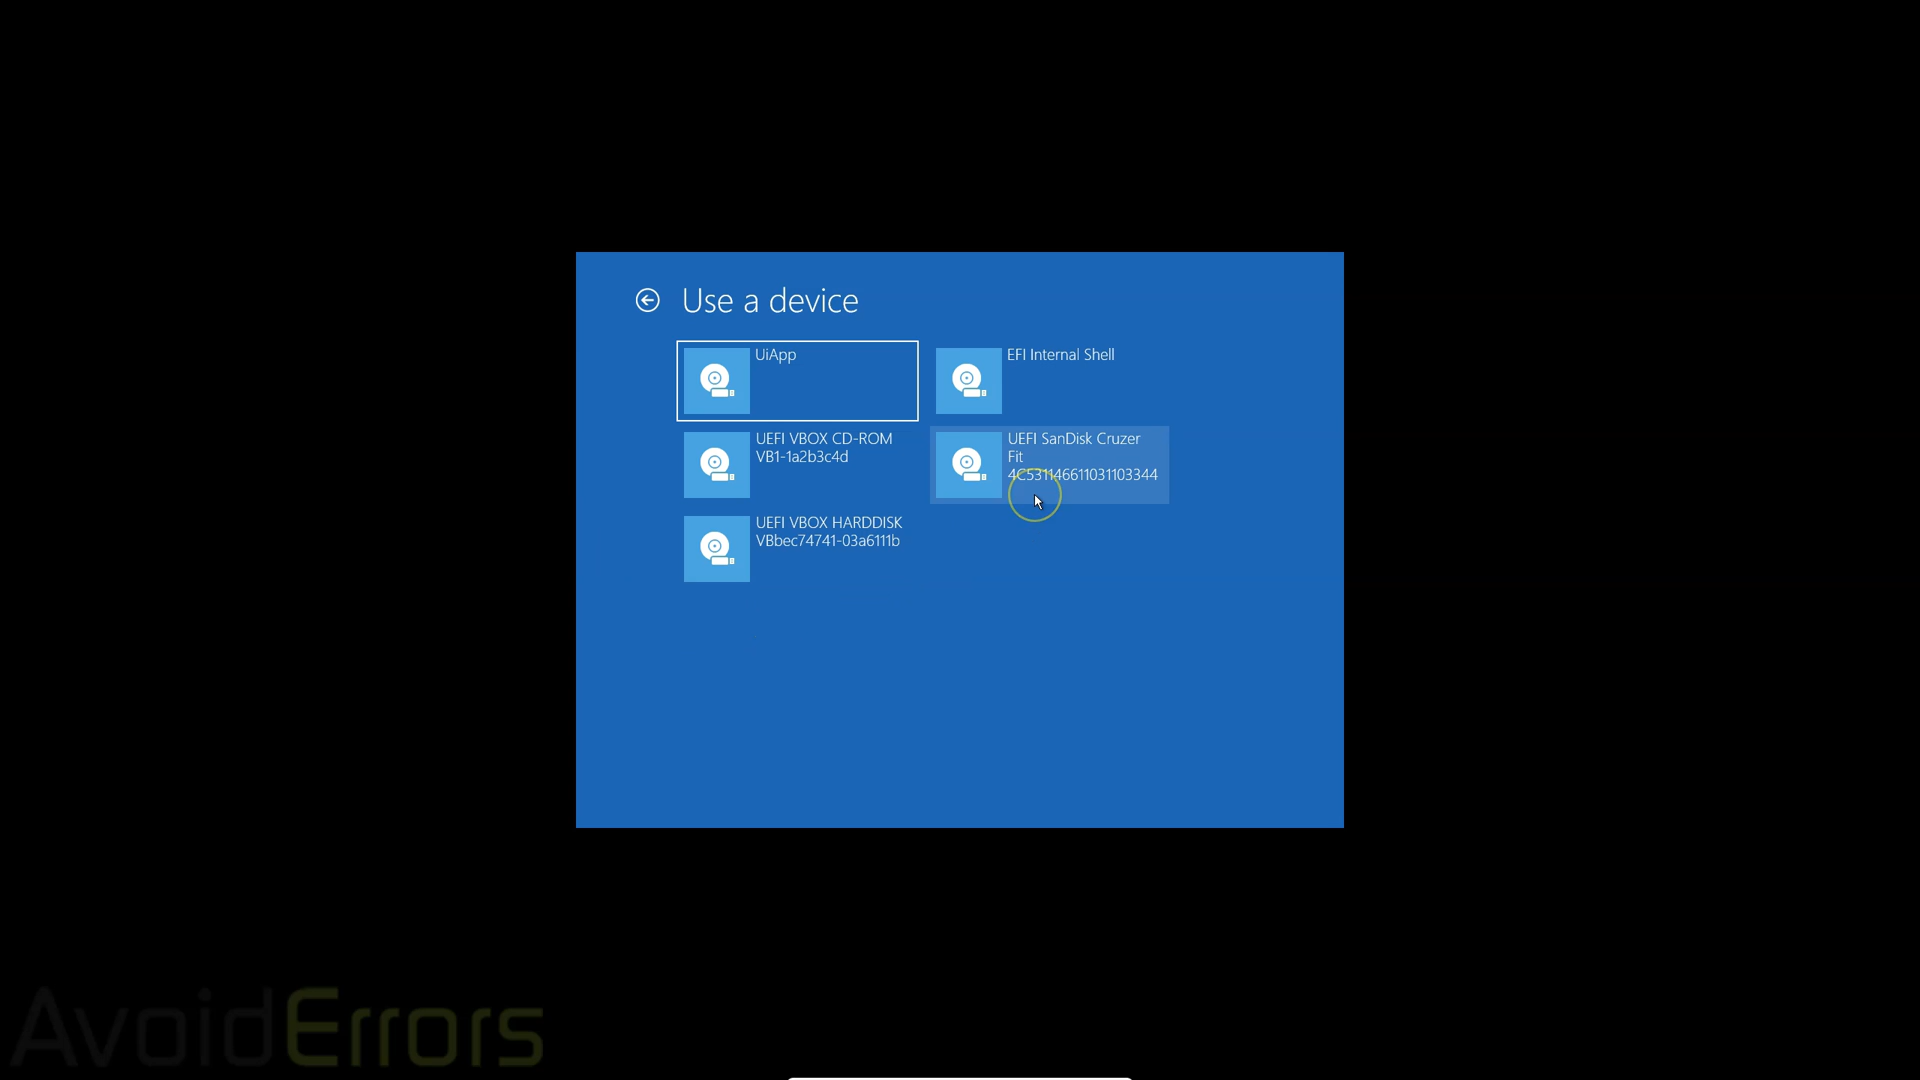 Use a device
UiApp
EFI Internal Shell
UEFI VBOX CD-ROM
VB1-1a2b3c4d
UEFI SanDisk Cruzer
Fit
4C531146611031103344
UEFI VBOX HARDDISK
VBbec74741-03a6111b
AvoidErrors